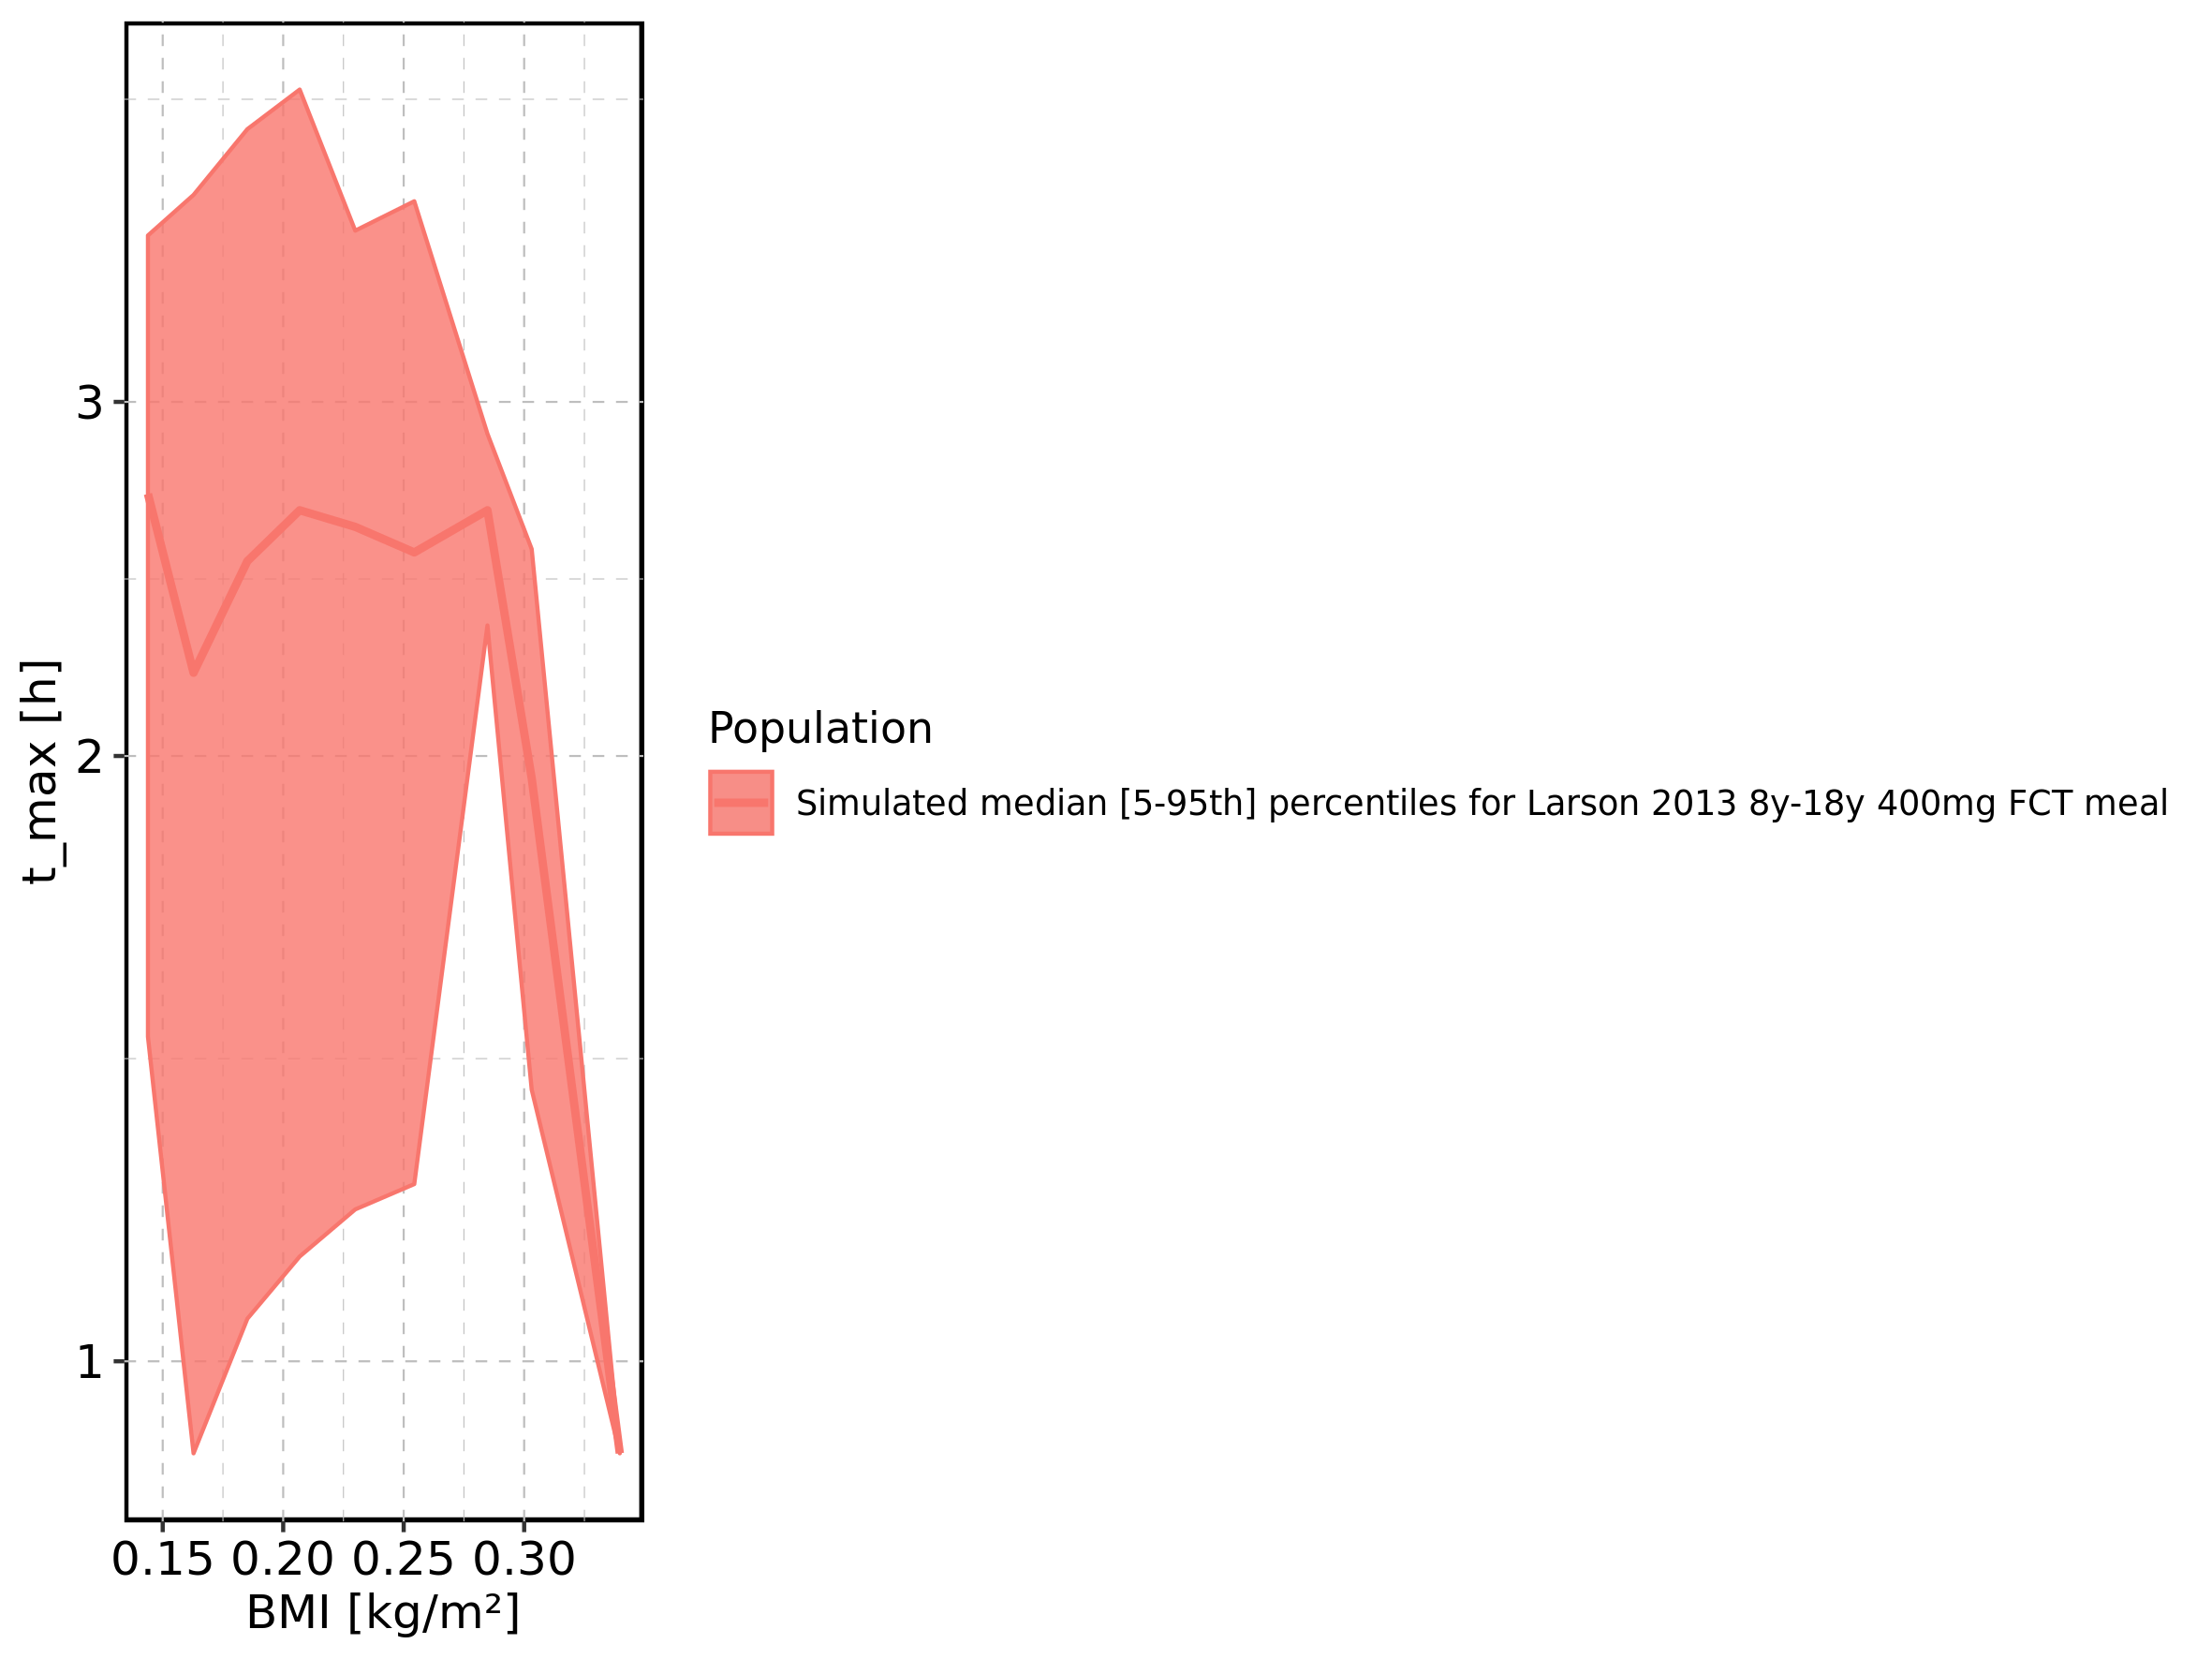 t_max [h]
3
2
1
0.15 0.20 0.25 0.30
BMI [kg/m²]
Population
Simulated median [5-95th] percentiles for Larson 2013 8y-18y 400mg FCT meal